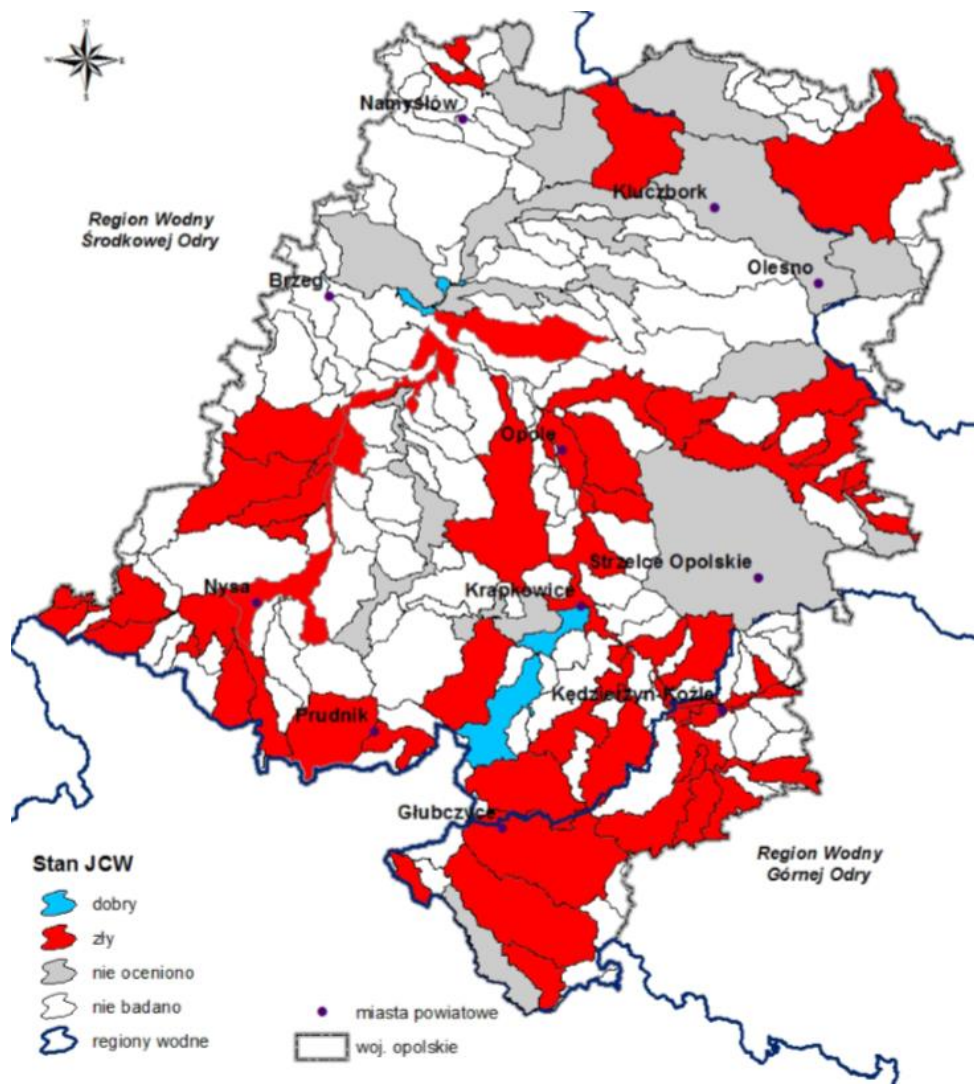 N
W
E
S
Namysłów
Kluczbork
Region Wodny
Środkowej Odry
Olesno
Brzeg
Opole
Strzelce Opolskie
Nysa
Krapkowice
Kędzierzyn-Koźle
Prudnik
Głubczyce
Region Wodny
Górnej Odry
Stan JCW
dobry
zły
nie oceniono
nie badano
regiony wodne
miasta powiatowe
woj. opolskie